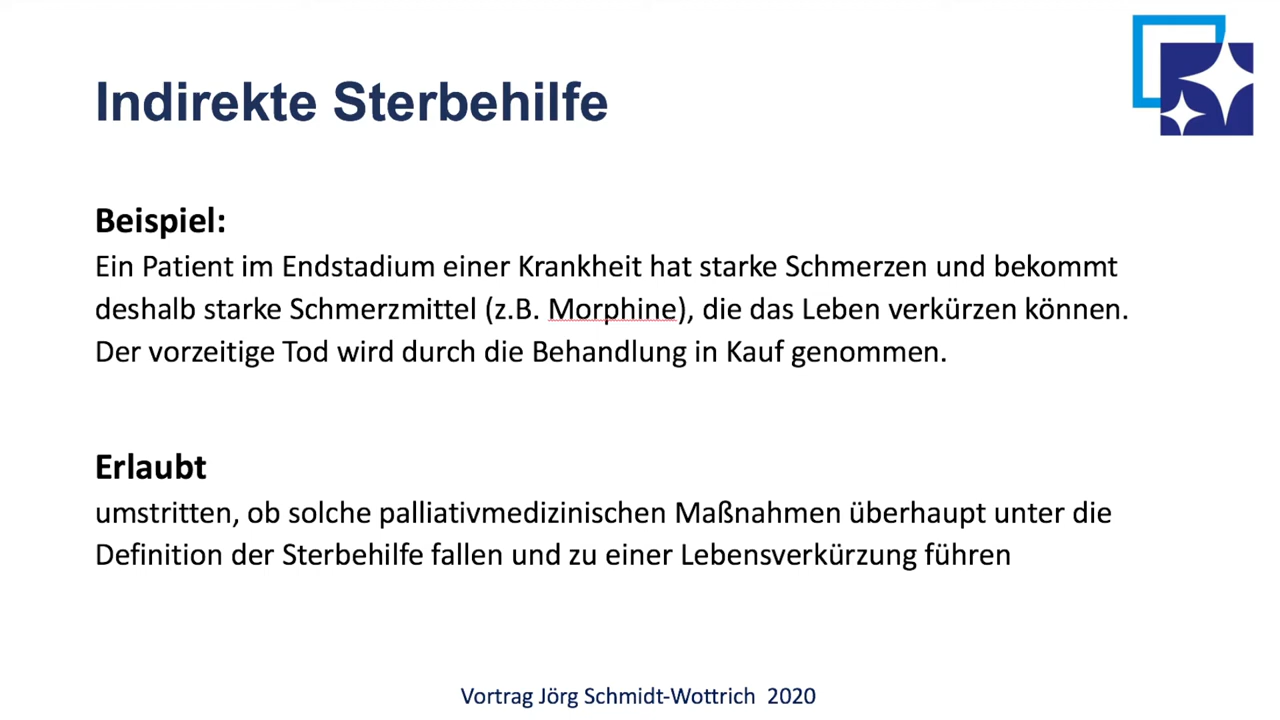 Indirekte Sterbehilfe
Beispiel:
Ein Patient im Endstadium einer Krankheit hat starke Schmerzen und bekommt
deshalb starke Schmerzmittel (z.B. Morphine), die das Leben verkürzen können.
Der vorzeitige Tod wird durch die Behandlung in Kauf genommen.
Erlaubt
umstritten, ob solche palliativmedizinischen Maßnahmen überhaupt unter die
Definition der Sterbehilfe fallen und zu einer Lebensverkürzung führen
Vortrag Jörg Schmidt-Wottrich 2020